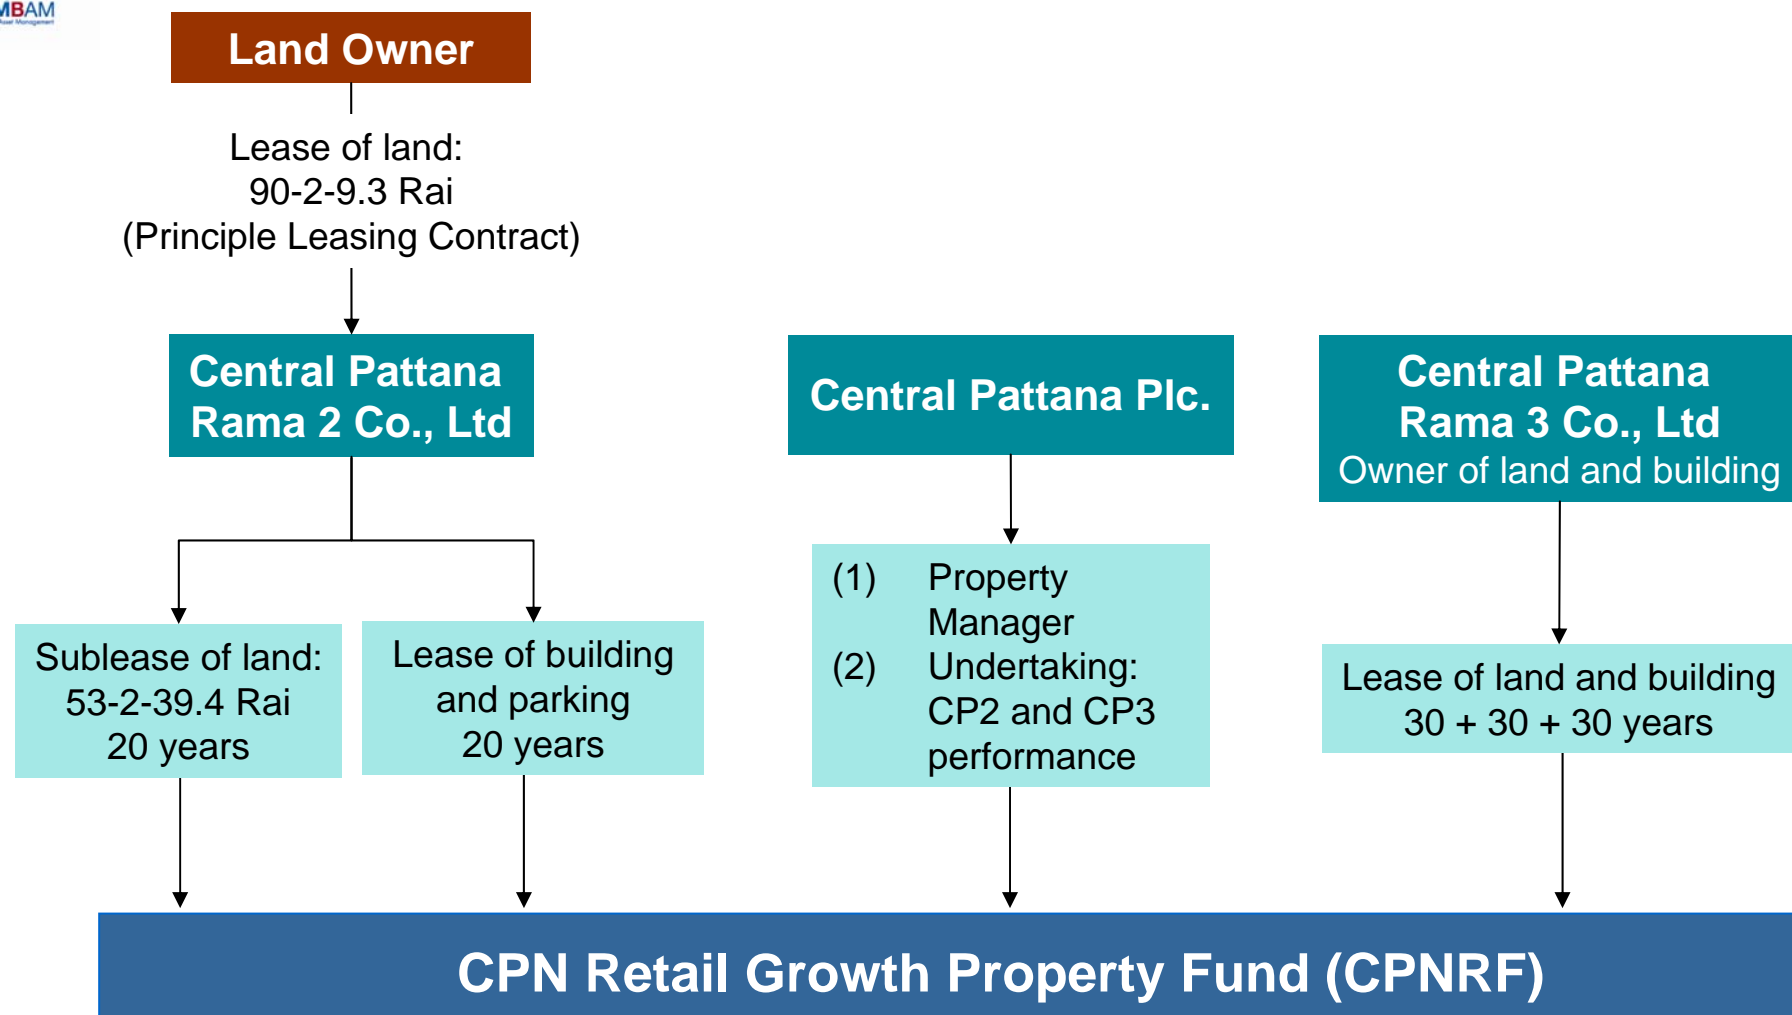 MBAM
Asset Management
Land Owner
Lease of land:
90-2-9.3 Rai
(Principle Leasing Contract)
Central Pattana
Rama 2 Co., Ltd
Central Pattana Plc.
Central Pattana
Rama 3 Co., Ltd
Owner of land and building
Sublease of land:
53-2-39.4 Rai
20 years
Lease of building
and parking
20 years
(1) Property
Manager
(2) Undertaking:
CP2 and CP3
performance
Lease of land and building
30 + 30 + 30 years
CPN Retail Growth Property Fund (CPNRF)